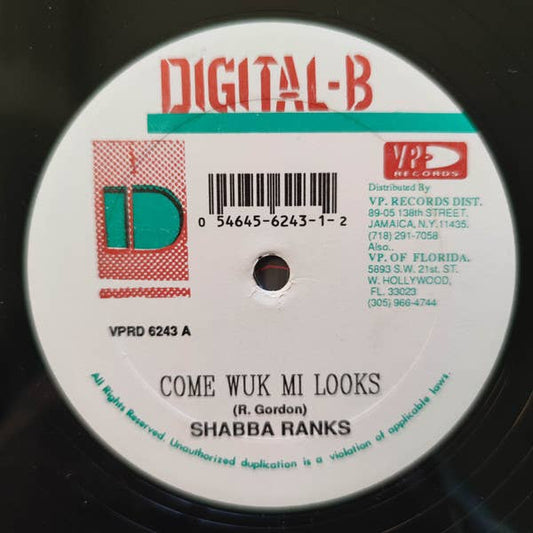 DIGITAL-B
VP
RECORDS
Distributed By
VP. RECORDS DIST.
89-05 138th STREET.
JAMAICA, N.Y. 11435.
(718) 291-7058
Also..
VP. OF FLORIDA.
5893 S.W. 21st. ST.
W. HOLLYWOOD,
FL. 33023
(305) 966-4744
D
0 54645-6243-1-2
VPRD 6243 A
COME WUK MI LOOKS
(R. Gordon)
SHABBA RANKS
All Rights Reserved. Unauthorized duplication is a violation of applicable laws.